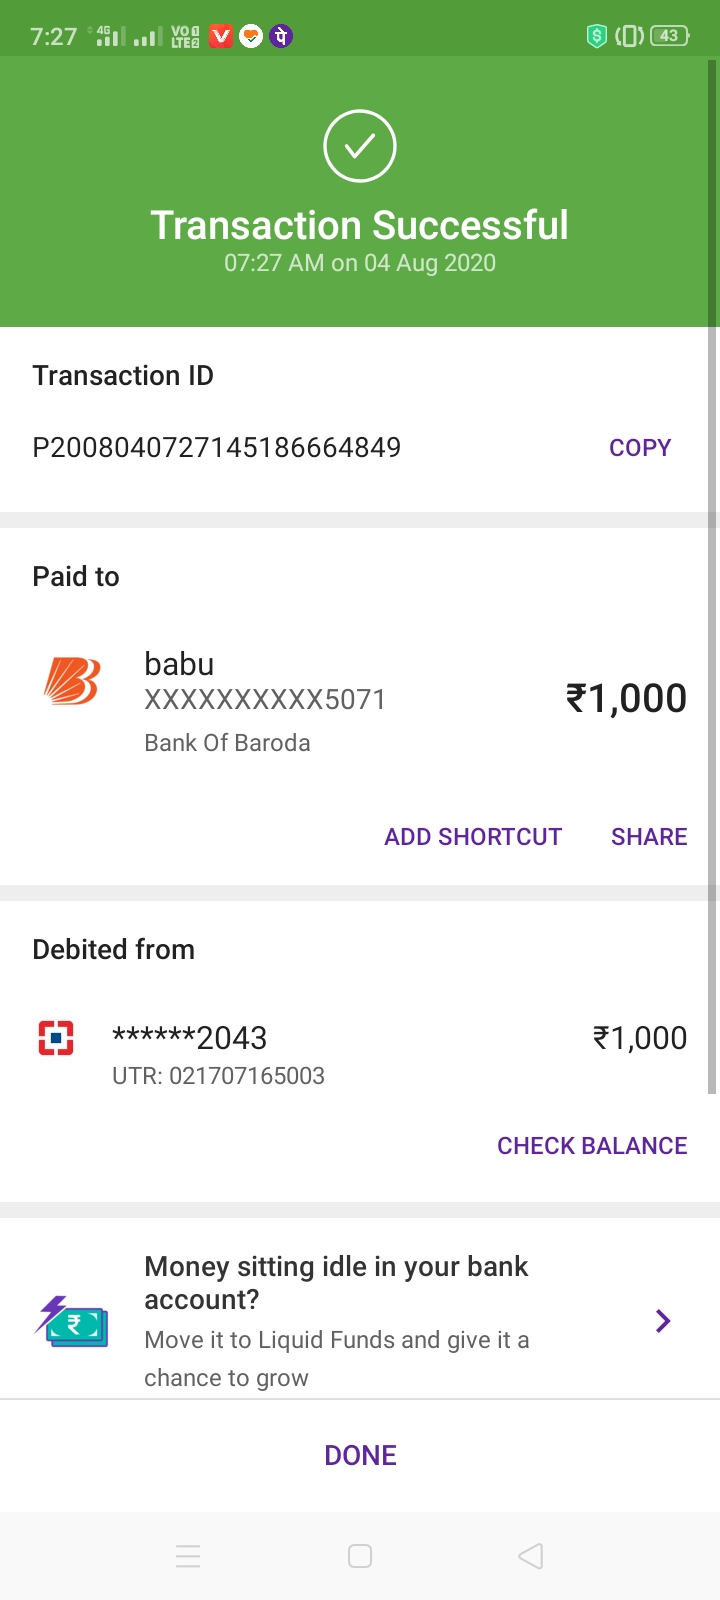 7:27 4G VO 1 LTE 2 V पे $ 43
Transaction Successful
07:27 AM on 04 Aug 2020
Transaction ID
P2008040727145186664849 COPY
Paid to
babu
XXXXXXXXXX5071 ₹1,000
Bank Of Baroda
ADD SHORTCUT SHARE
Debited from
******2043 ₹1,000
UTR: 021707165003
CHECK BALANCE
Money sitting idle in your bank
account?
₹
Move it to Liquid Funds and give it a
chance to grow
DONE